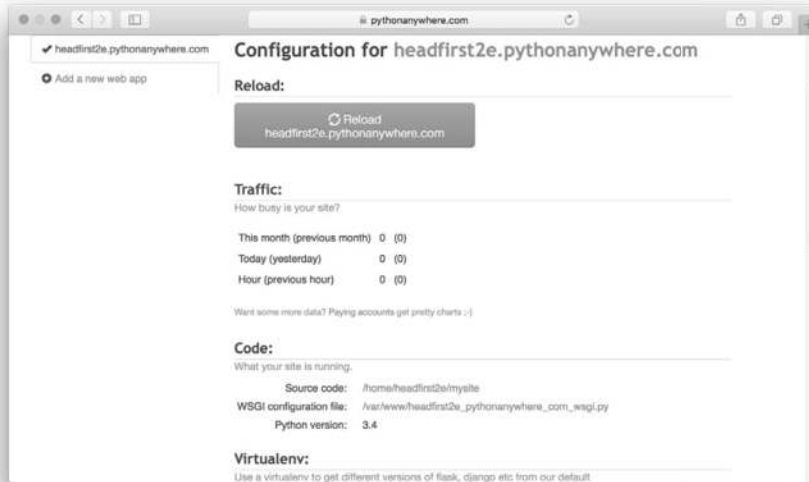 pythonanywhere.com
headfirst2e.pythonanywhere.com
Add a new web app
Configuration for headfirst2e.pythonanywhere.com
Reload:
Reload
headfirst2e.pythonanywhere.com
Traffic:
How busy is your site?
This month (previous month) 0 (0)
Today (yesterday) 0 (0)
Hour (previous hour) 0 (0)
Want some more data? Paying accounts get pretty charts ;-)
Code:
What your site is running.
Source code: /home/headfirst2e/mysite
WSGI configuration file: /var/www/headfirst2e_pythonanywhere_com_wsgi.py
Python version: 3.4
Virtualenv:
Use a virtualenv to get different versions of flask, django etc from our default